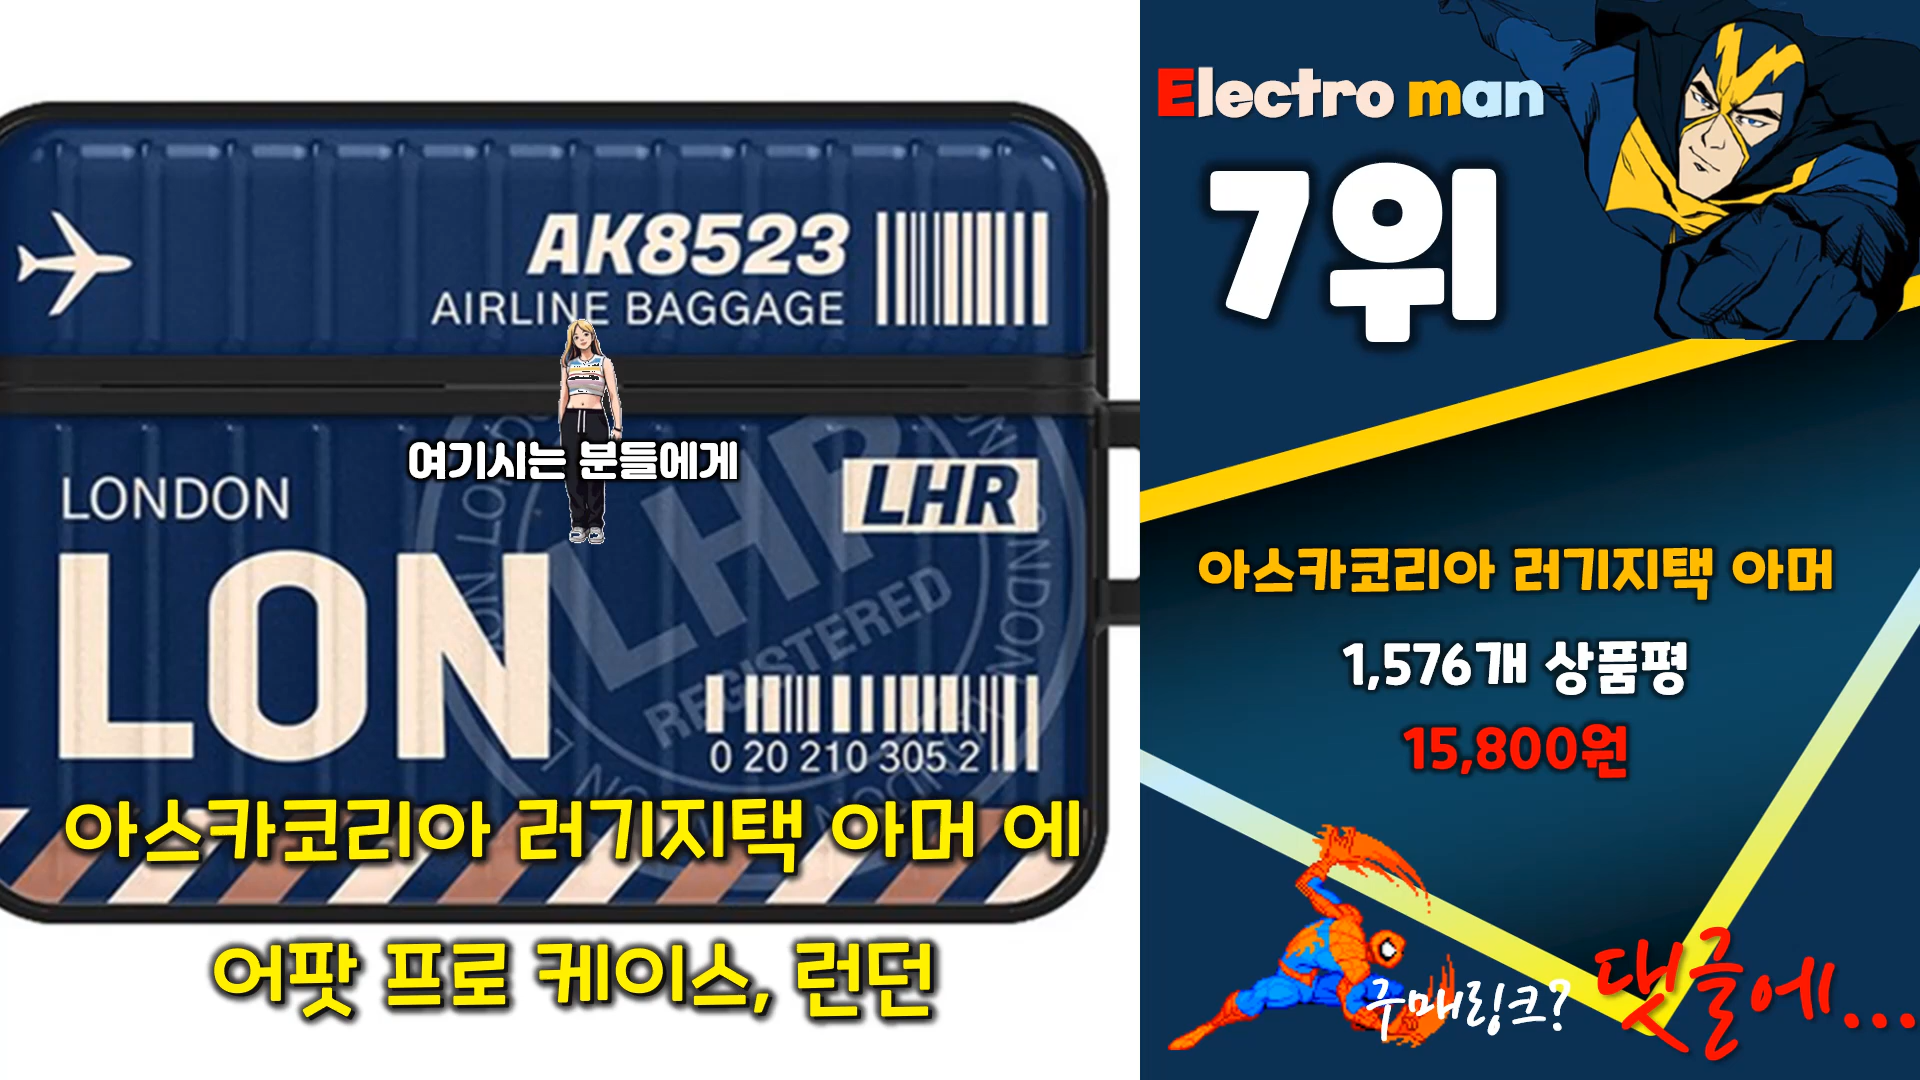 AK8523
AIRLINE BAGGAGE
여기시는 분들에게
LONDON
LHR
LON
LHR
REGISTERED
LONDON
0 20 210 305 2
아스카코리아 러기지택 아머 에
어팟 프로 케이스, 런던
Electro man
7위
아스카코리아 러기지택 아머
1,576개 상품평
15,800원
구매링크? 댓글에...